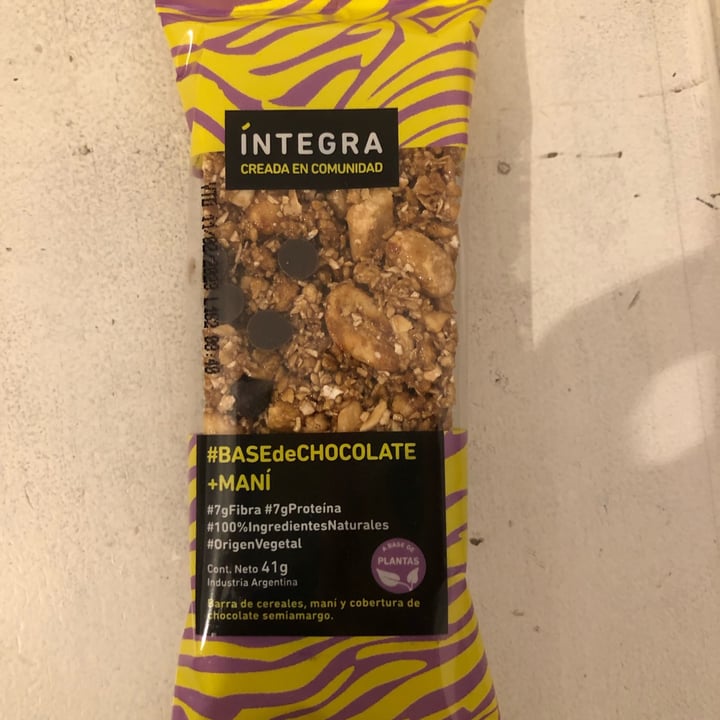 ÍNTEGRA
CREADA EN COMUNIDAD
#BASEdeCHOCOLATE
+MANÍ
#7gFibra #7gProteína
#100%IngredientesNaturales
#OrigenVegetal
Cont. Neto 41g
Industria Argentina
A BASE DE
PLANTAS
Barra de cereales, maní y cobertura de
chocolate semiamargo.
VTO